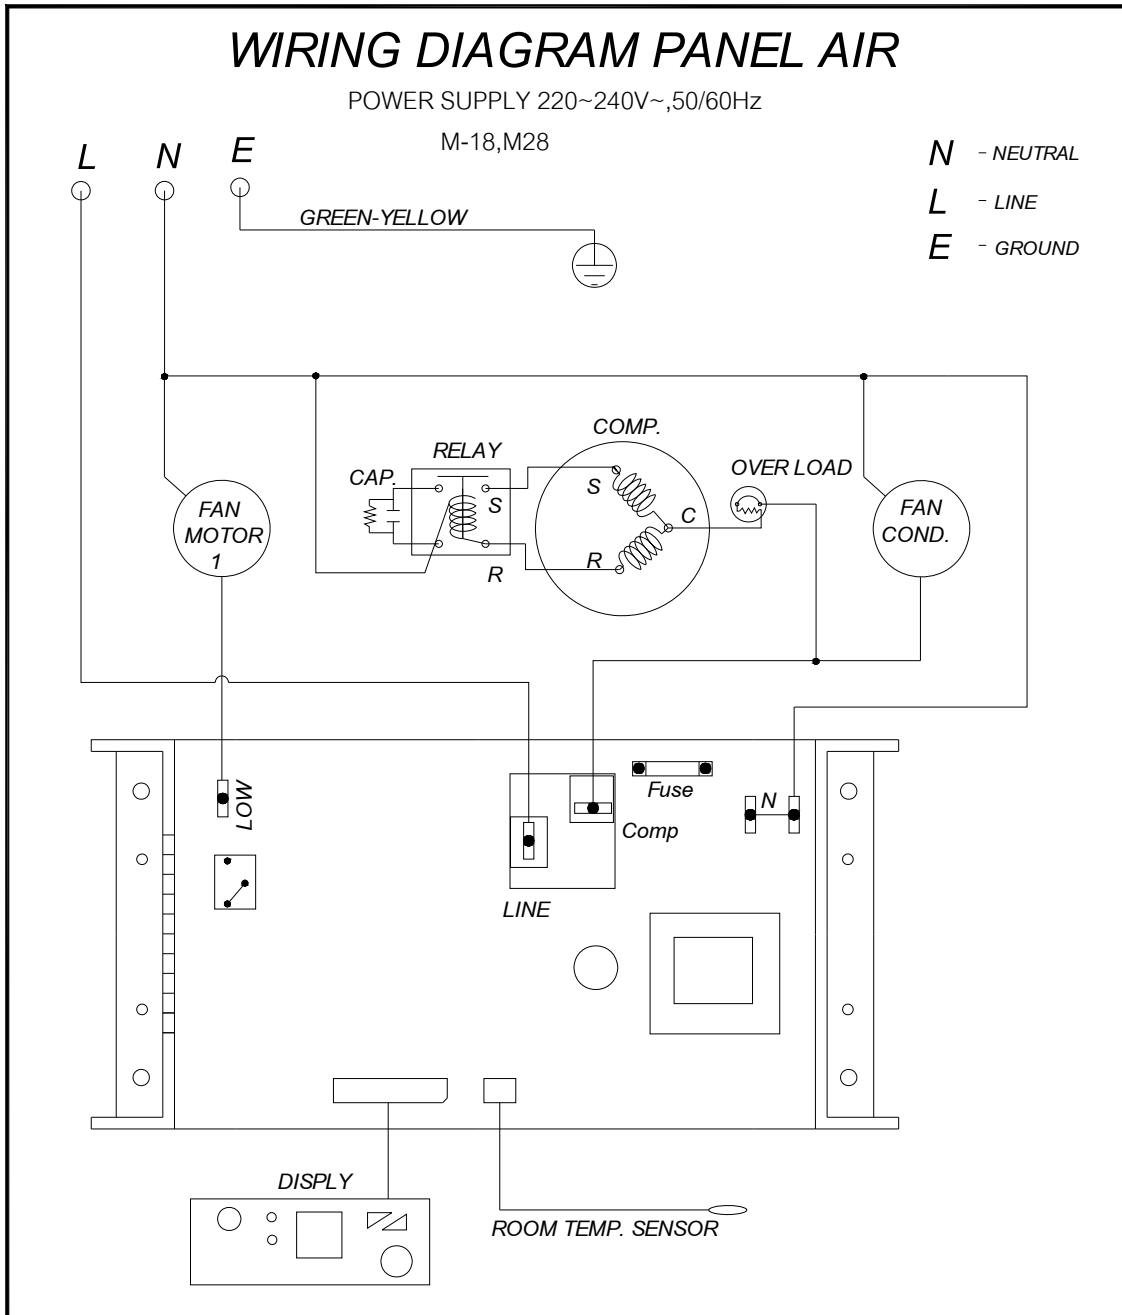 WIRING DIAGRAM PANEL AIR
POWER SUPPLY 220~240V~,50/60Hz
M-18,M28
L
N
E
N - NEUTRAL
L - LINE
E - GROUND
GREEN-YELLOW
COMP.
RELAY
CAP.
OVER LOAD
S
S
C
R
R
FAN
MOTOR
1
FAN
COND.
LOW
Fuse
Comp
N
LINE
DISPLY
ROOM TEMP. SENSOR